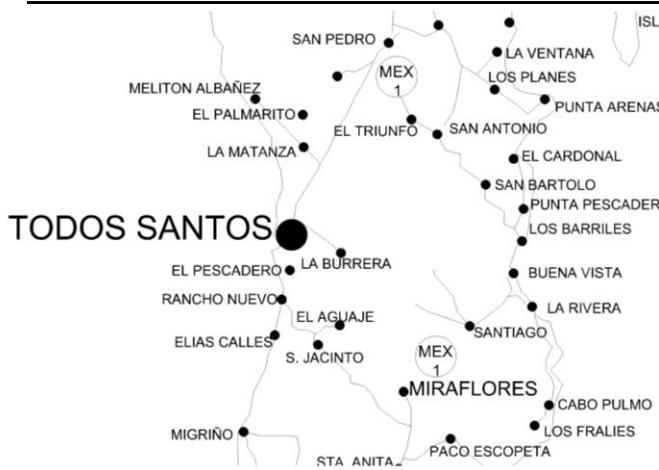 ISL
SAN PEDRO
LA VENTANA
MEX
1
LOS PLANES
MELITON ALBAÑEZ
PUNTA ARENAS
EL PALMARITO
EL TRIUNFO
SAN ANTONIO
LA MATANZA
EL CARDONAL
SAN BARTOLO
PUNTA PESCADER
TODOS SANTOS
LOS BARRILES
LA BURRERA
EL PESCADERO
BUENA VISTA
RANCHO NUEVO
LA RIVERA
EL AGUAJE
SANTIAGO
ELIAS CALLES
S. JACINTO
MEX
1
MIRAFLORES
CABO PULMO
MIGRIÑO
LOS FRALIES
PACO ESCOPETA
STA. ANITA